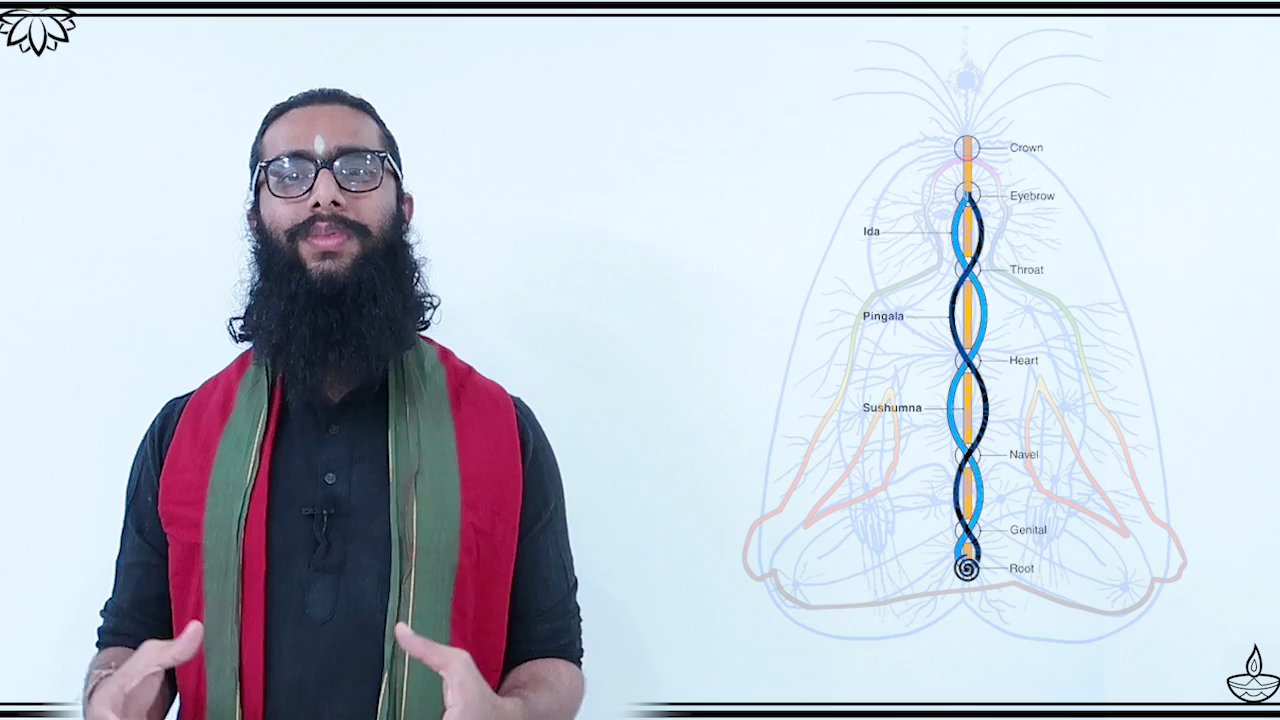 Crown
Eyebrow
Ida
Throat
Pingala
Heart
Sushumna
Navel
Genital
Root